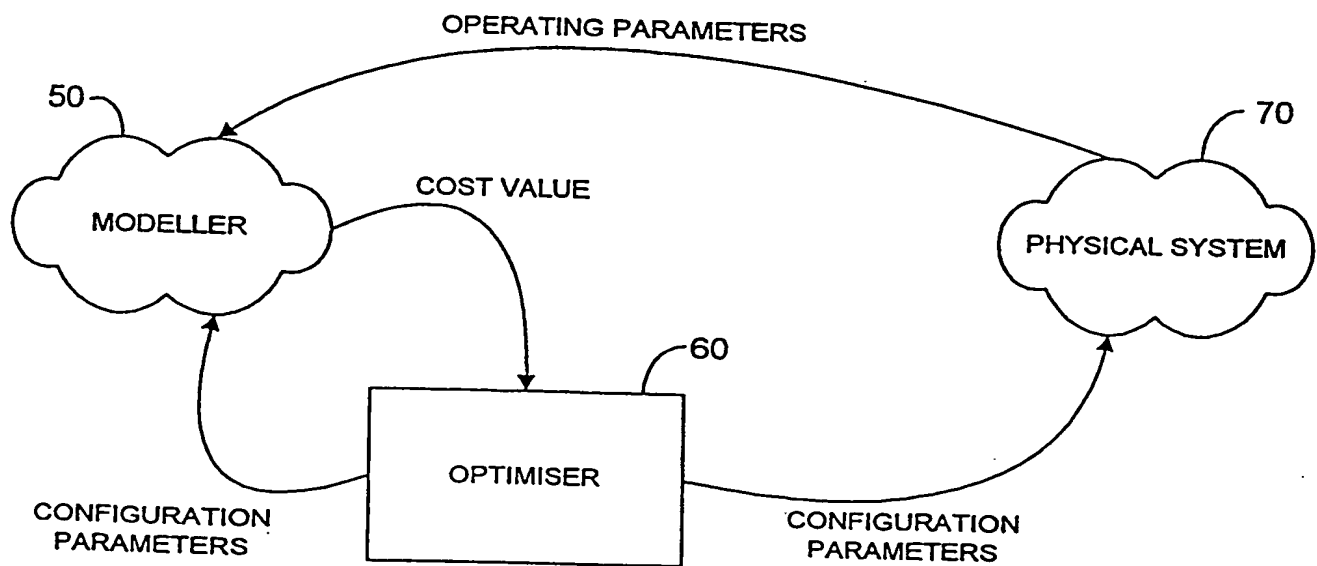 OPERATING PARAMETERS
50
70
COST VALUE
MODELLER
PHYSICAL SYSTEM
60
OPTIMISER
CONFIGURATION
PARAMETERS
CONFIGURATION
PARAMETERS